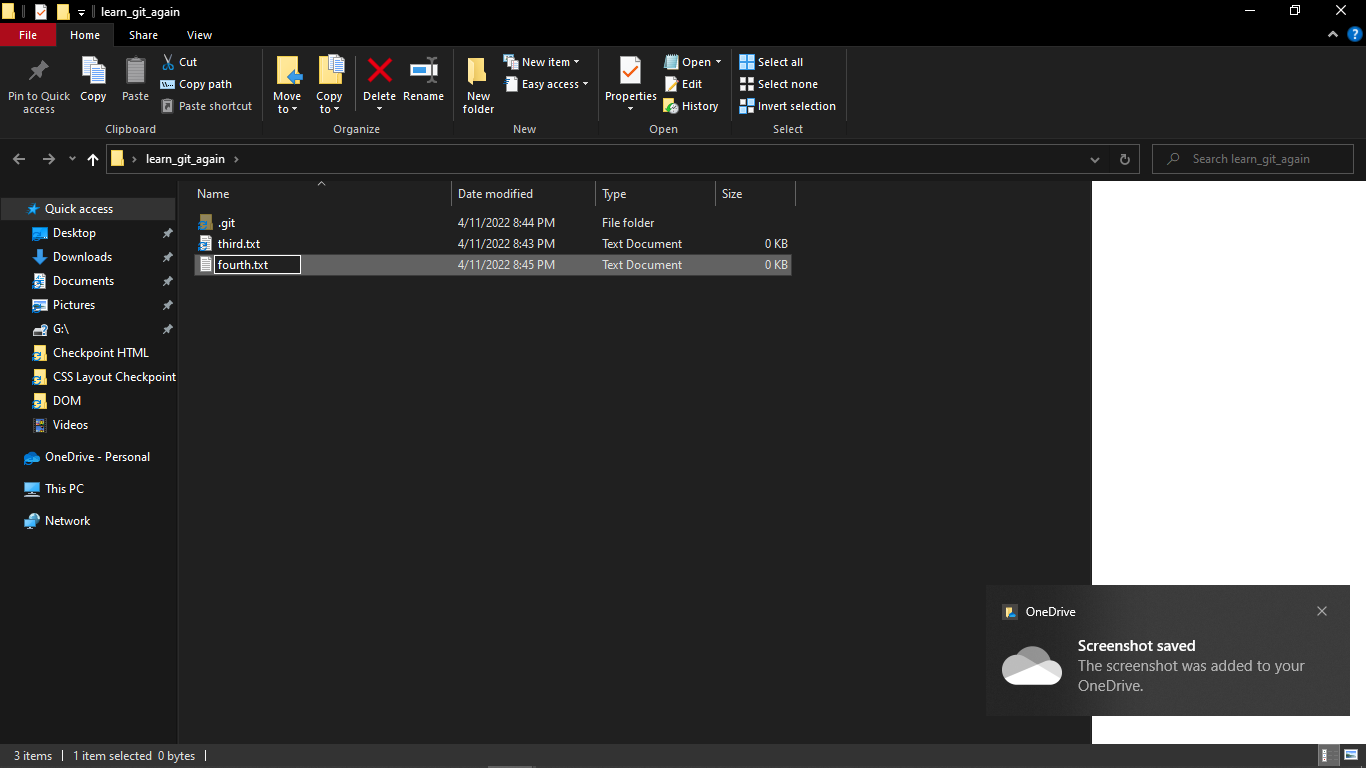 learn_git_again
File Home Share View
Pin to Quick access
Copy
Paste
Cut
Copy path
Paste shortcut
Clipboard
Move to
Copy to
Delete
Rename
Organize
New folder
New item
Easy access
New
Properties
Open
Edit
History
Open
Select all
Select none
Invert selection
Select
learn_git_again
Search learn_git_again
Quick access
Desktop
Downloads
Documents
Pictures
G:\
Checkpoint HTML
CSS Layout Checkpoint
DOM
Videos
OneDrive - Personal
This PC
Network
Name Date modified Type Size
.git 4/11/2022 8:44 PM File folder
third.txt 4/11/2022 8:43 PM Text Document 0 KB
fourth.txt 4/11/2022 8:45 PM Text Document 0 KB
OneDrive
Screenshot saved
The screenshot was added to your
OneDrive.
3 items 1 item selected 0 bytes